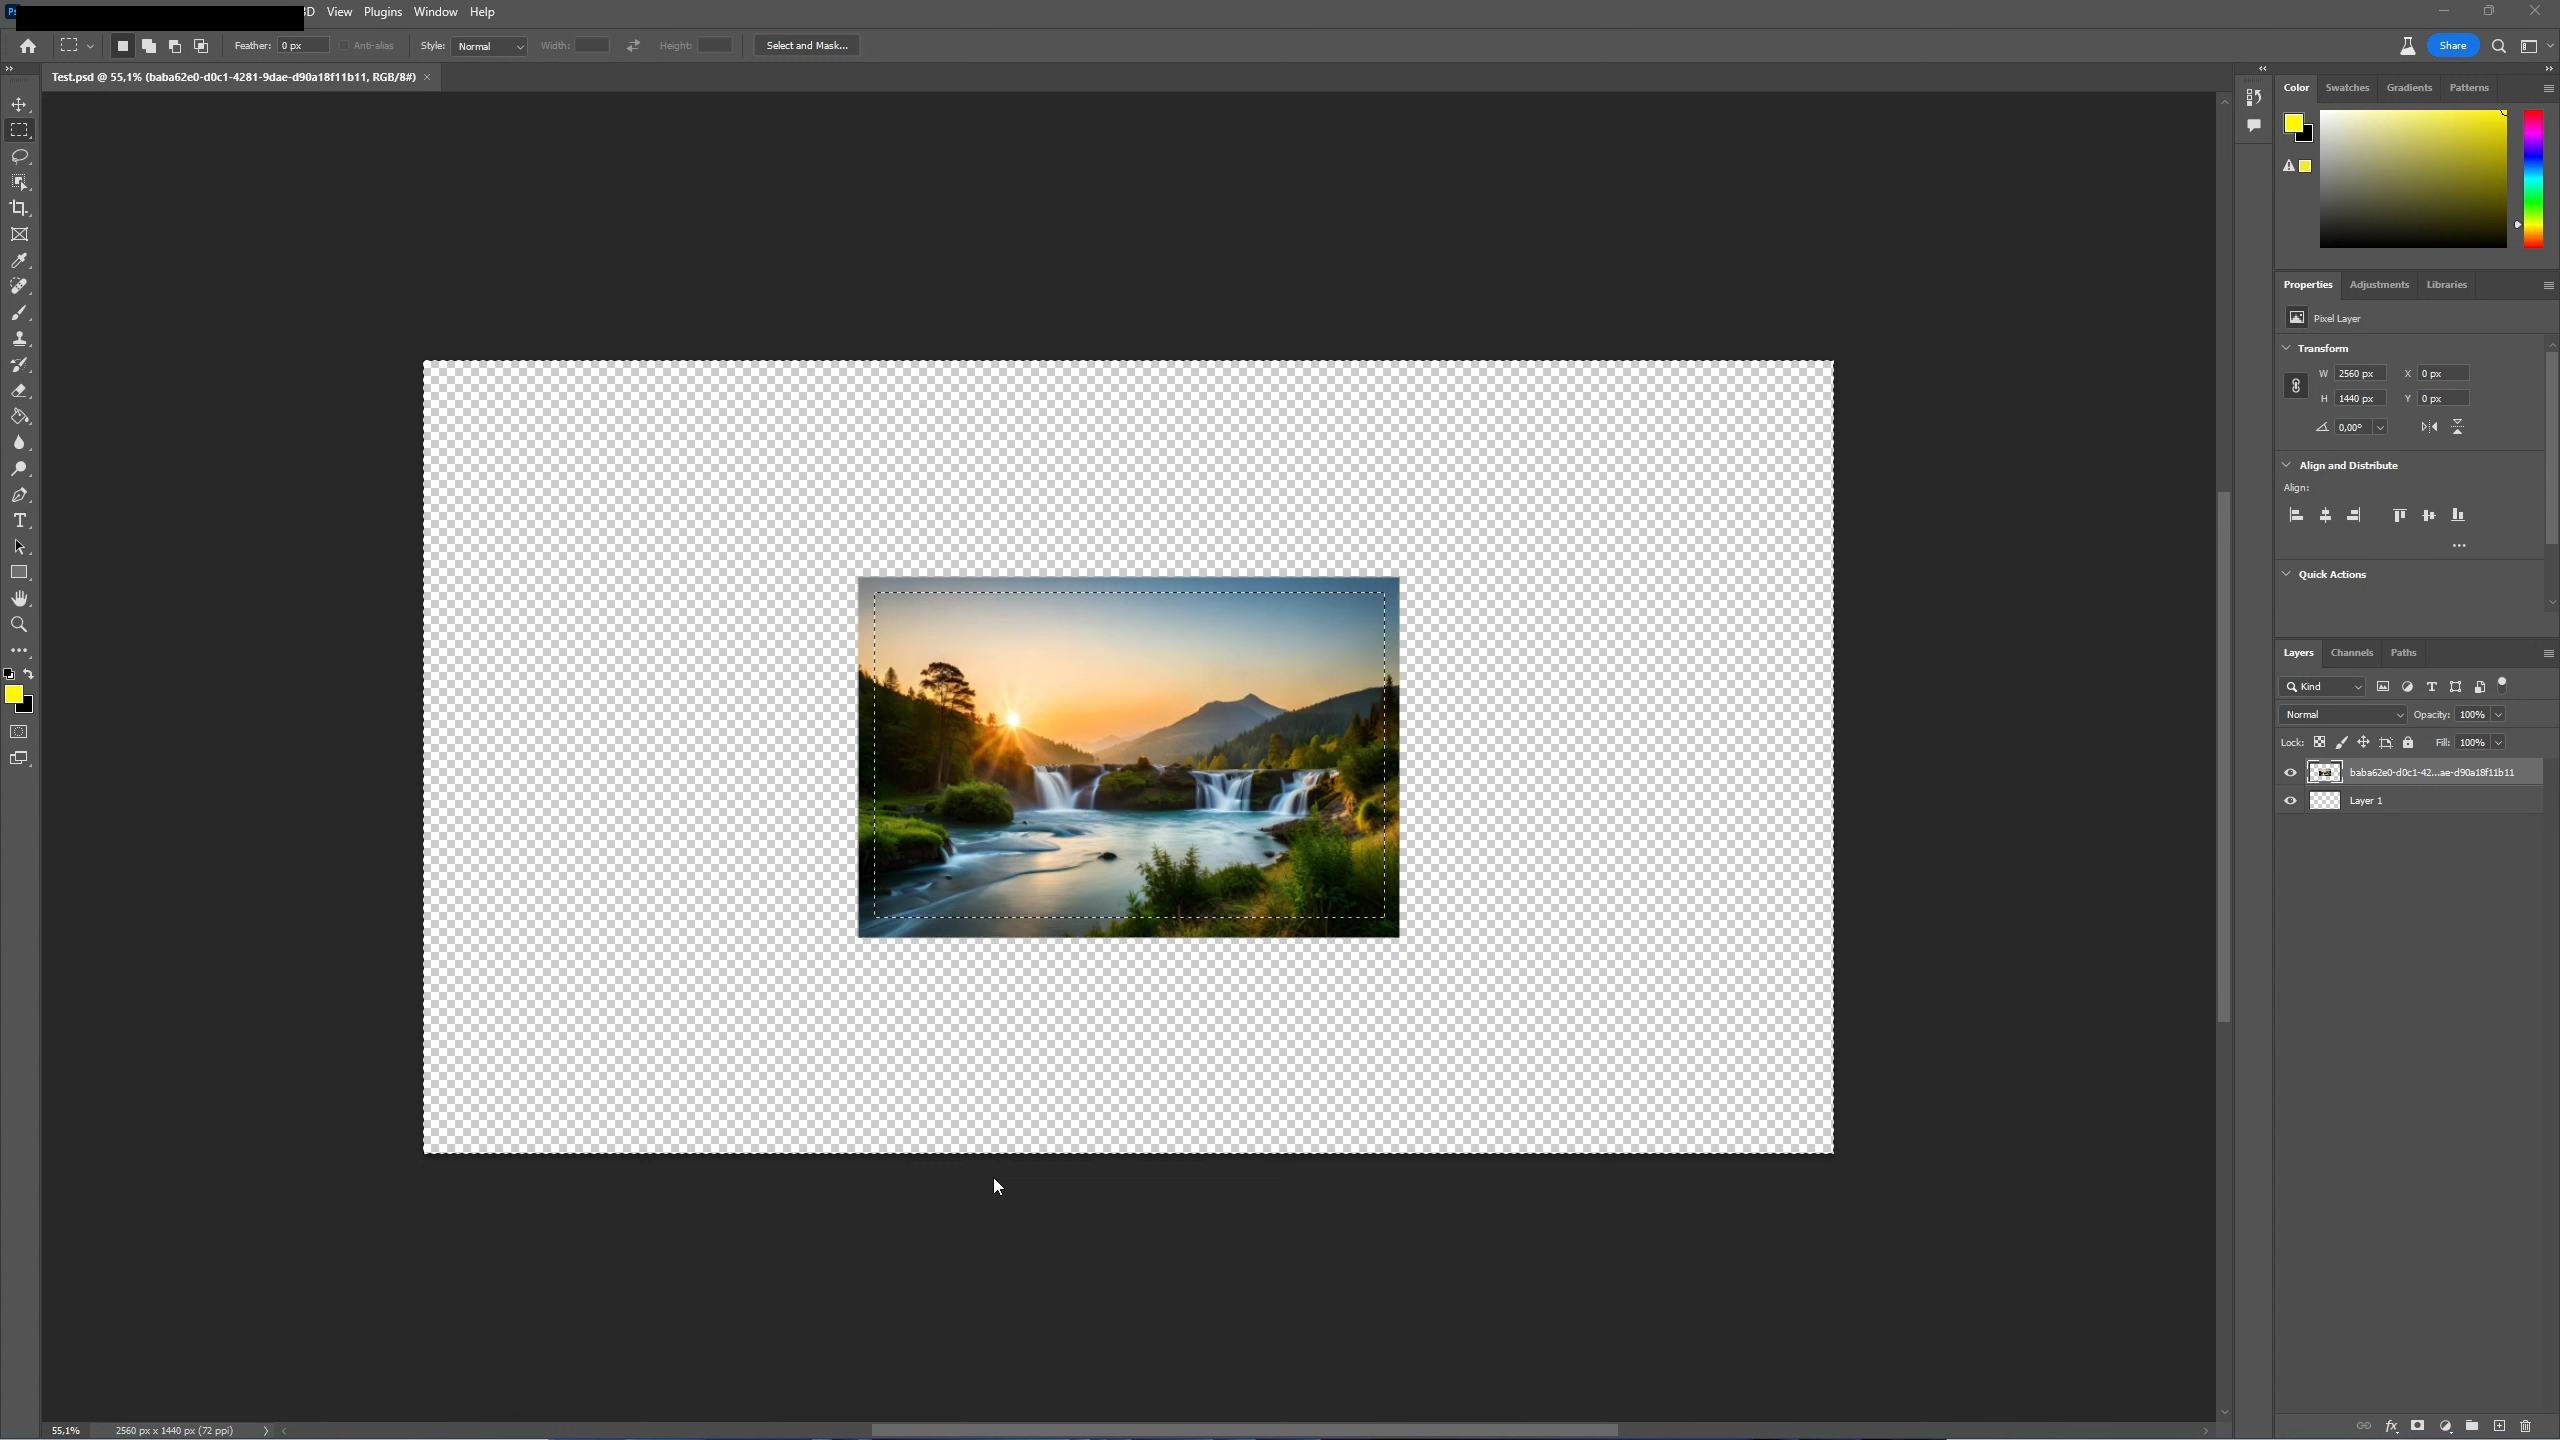 Ps
3D View Plugins Window Help
Feather: 0 px Anti-alias Style: Normal Width: Height: Select and Mask... Share
Test.psd @ 55,1% (baba62e0-d0c1-4281-9dae-d90a18f11b11, RGB/8#) ×
Color Swatches Gradients Patterns
Properties Adjustments Libraries
Pixel Layer
Transform
W 2560 px X 0 px
H 1440 px Y 0 px
0,00°
Align and Distribute
Align:
Quick Actions
Layers Channels Paths
Kind
Normal Opacity: 100%
Lock: Fill: 100%
baba62e0-d0c1-42...ae-d90a18f11b11
Layer 1
55,1% 2560 px x 1440 px (72 ppi)